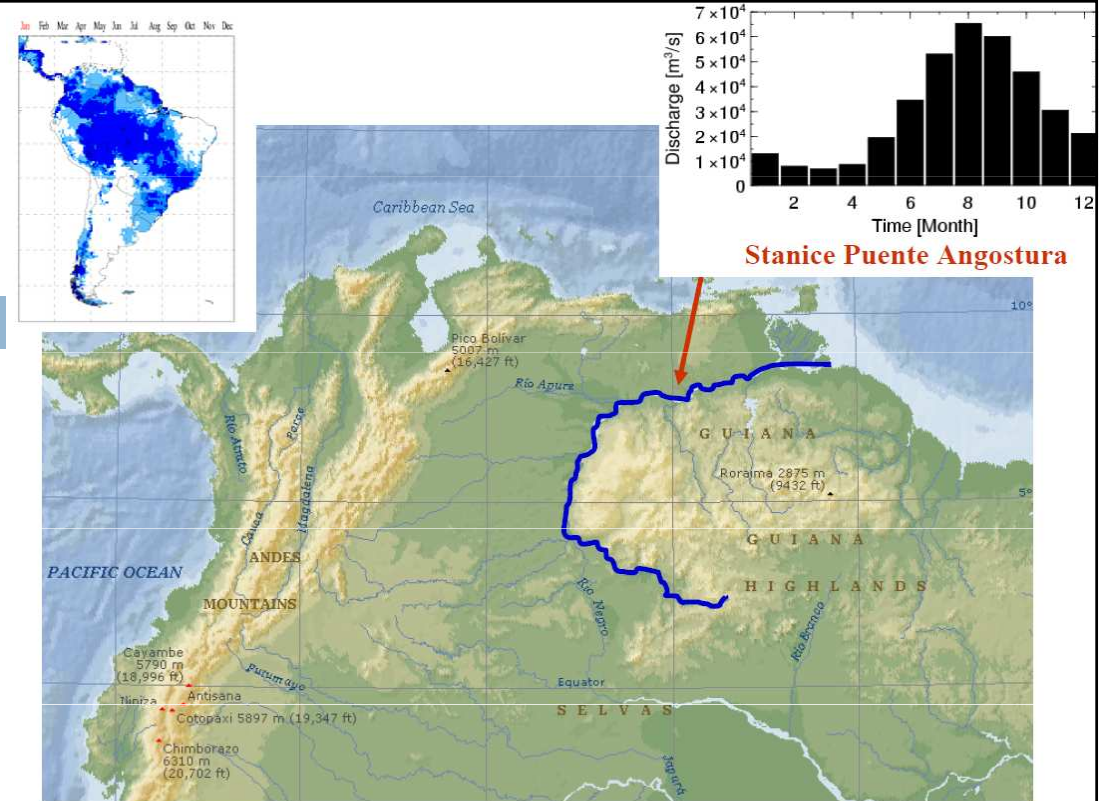 Jan Feb Mar Apr May Jun Jul Aug Sep Okt Nov Dec
7×10⁴
6×10⁴
5×10⁴
4×10⁴
3×10⁴
2×10⁴
1×10⁴
0
Discharge [m³/s]
2 4 6 8 10 12
Time [Month]
Stanice Puente Angostura
Caribbean Sea
10°
Pico Bolívar
5007 m
(16,427 ft)
Río Apure
Río Atrato
Porce
GUIANA
Roraima 2875 m
(9432 ft)
Magdalena
5°
Cauca
GUIANA
ANDES
PACIFIC OCEAN
HIGHLANDS
MOUNTAINS
Río Negro
Río Branco
Cayambe
5790 m
(18,996 ft)
Putumayo
Equator
Iliniza
Antisana
SELVAS
Cotopaxi 5897 m (19,347 ft)
Chimborazo
6310 m
(20,702 ft)
Japurá